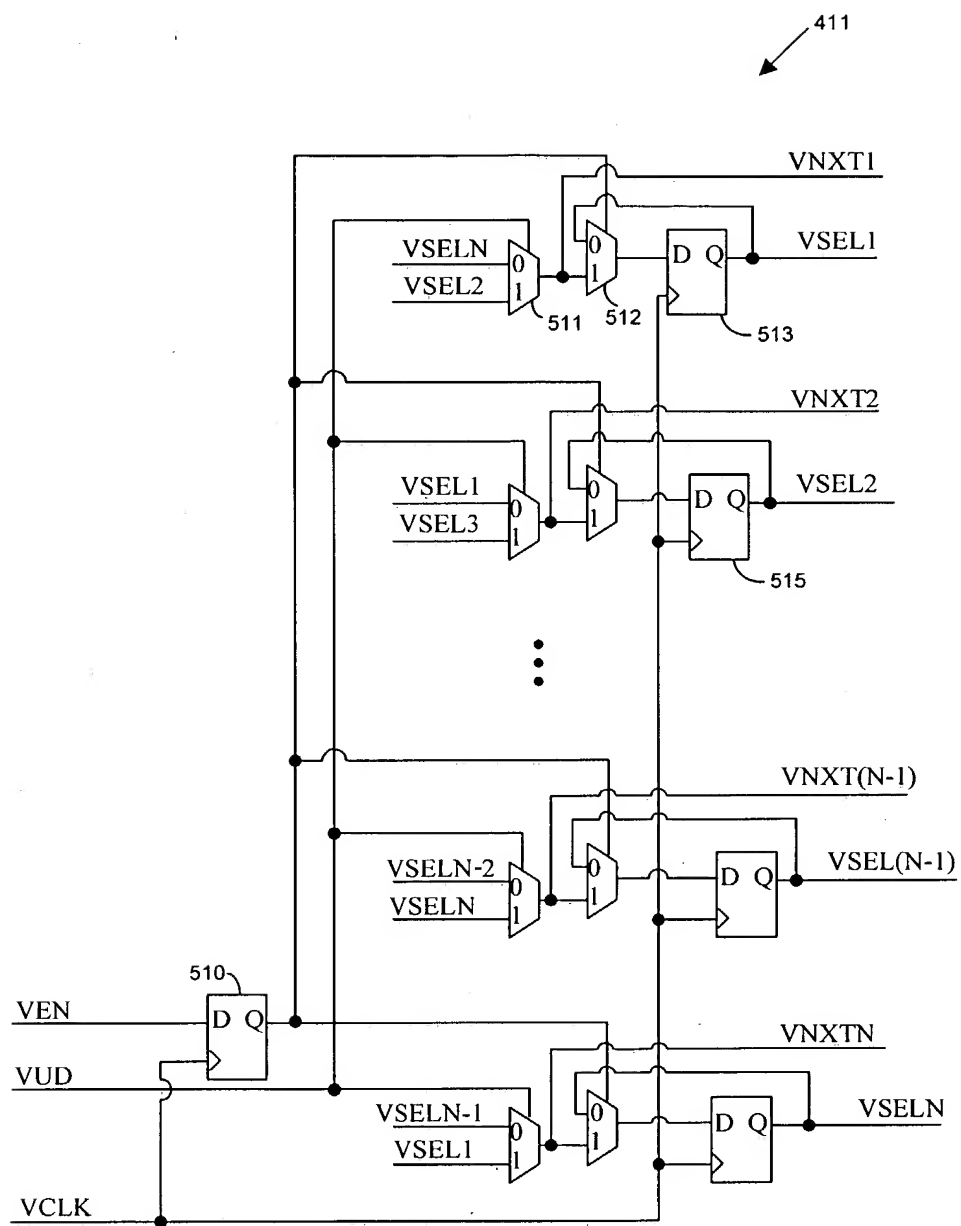 411
VNXT1
VSELN
VSEL2
0
1
511
0
1
512
D Q
513
VSEL1
VNXT2
VSEL1
VSEL3
0
1
0
1
D Q
515
VSEL2
VNXT(N-1)
VSELN-2
VSELN
0
1
0
1
D Q
VSEL(N-1)
510
VEN
D Q
VUD
VNXTN
VSELN-1
VSEL1
0
1
0
1
D Q
VSELN
VCLK